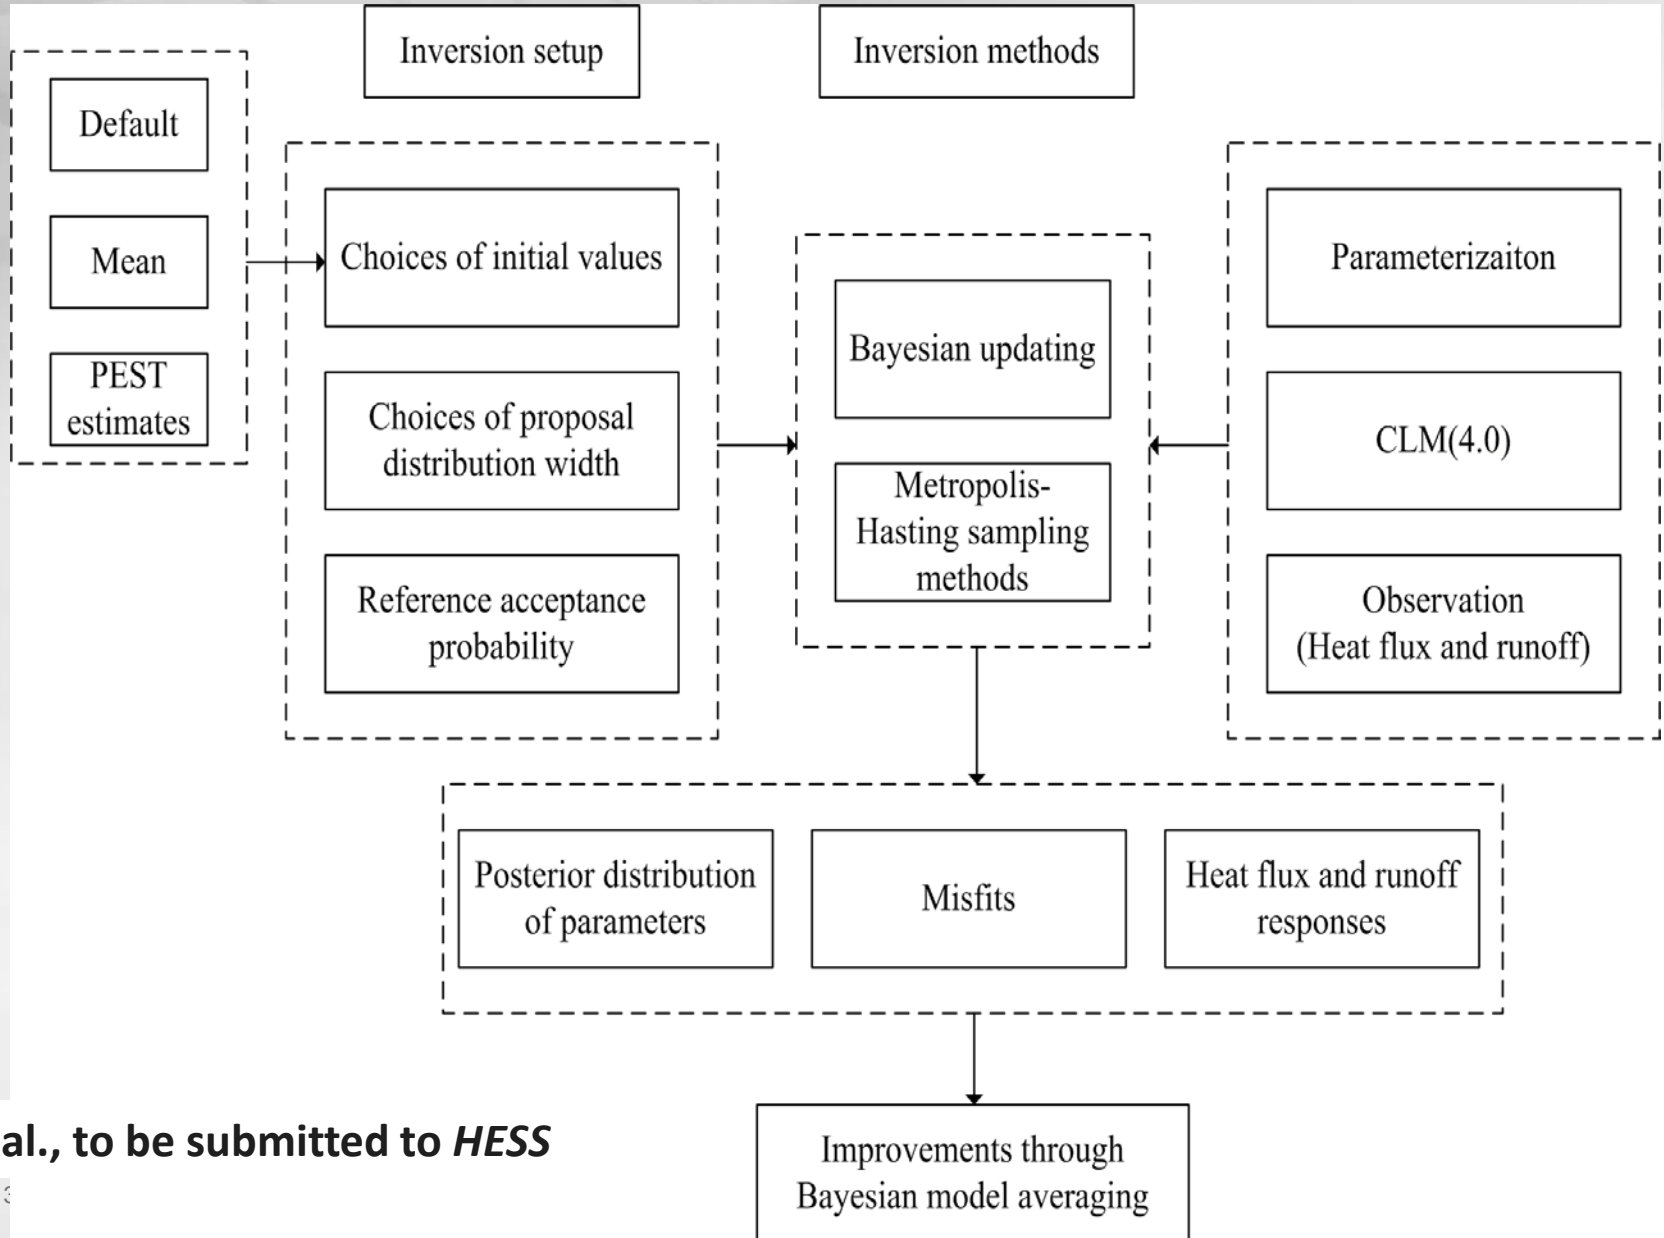 Inversion setup
Inversion methods
Default
Mean
PEST
estimates
Choices of initial values
Choices of proposal
distribution width
Reference acceptance
probability
Bayesian updating
Metropolis-
Hasting sampling
methods
Parameterizaiton
CLM(4.0)
Observation
(Heat flux and runoff)
Posterior distribution
of parameters
Misfits
Heat flux and runoff
responses
al., to be submitted to HESS
Improvements through
Bayesian model averaging